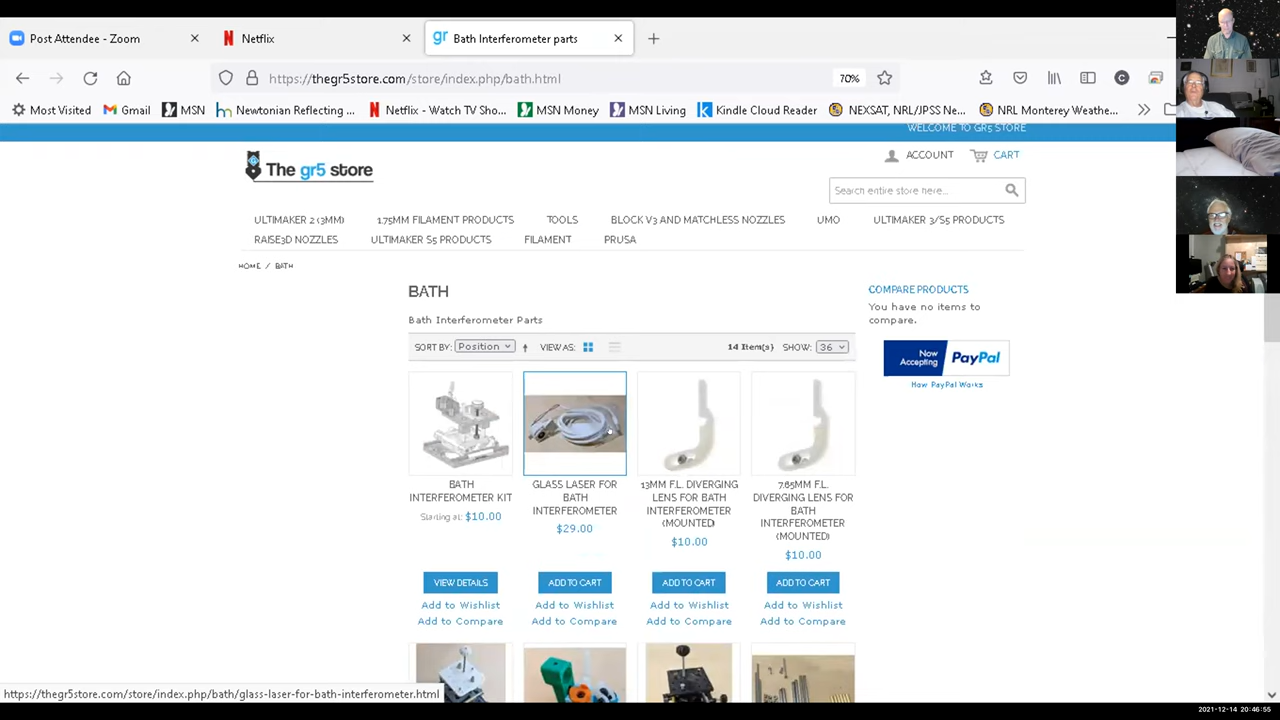 Post Attendee - Zoom
Netflix
gr Bath Interferometer parts
https://thegr5store.com/store/index.php/bath.html
70%
C
Most Visited
Gmail
MSN
Newtonian Reflecting ...
Netflix - Watch TV Sho...
MSN Money
MSN Living
Kindle Cloud Reader
NEXSAT, NRL/JPSS Ne...
NRL Monterey Weathe...
WELCOME TO GR5 STORE
The gr5 store
ACCOUNT
CART
Search entire store here...
ULTIMAKER 2 (3MM)
1.75MM FILAMENT PRODUCTS
TOOLS
BLOCK V3 AND MATCHLESS NOZZLES
UMO
ULTIMAKER 3/S5 PRODUCTS
RAISE3D NOZZLES
ULTIMAKER S5 PRODUCTS
FILAMENT
PRUSA
HOME / BATH
BATH
Bath Interferometer Parts
SORT BY: Position
VIEW AS:
14 Item(s)
SHOW: 36
COMPARE PRODUCTS
You have no items to
compare.
Now
Accepting
PayPal
How PayPal Works
BATH
INTERFEROMETER KIT
Starting at: $10.00
VIEW DETAILS
Add to Wishlist
Add to Compare
GLASS LASER FOR
BATH
INTERFEROMETER
$29.00
ADD TO CART
Add to Wishlist
Add to Compare
13MM F.L. DIVERGING
LENS FOR BATH
INTERFEROMETER
(MOUNTED)
$10.00
ADD TO CART
Add to Wishlist
Add to Compare
7.65MM F.L.
DIVERGING LENS FOR
BATH
INTERFEROMETER
(MOUNTED)
$10.00
ADD TO CART
Add to Wishlist
Add to Compare
https://thegr5store.com/store/index.php/bath/glass-laser-for-bath-interferometer.html
2021-12-14 20:46:55